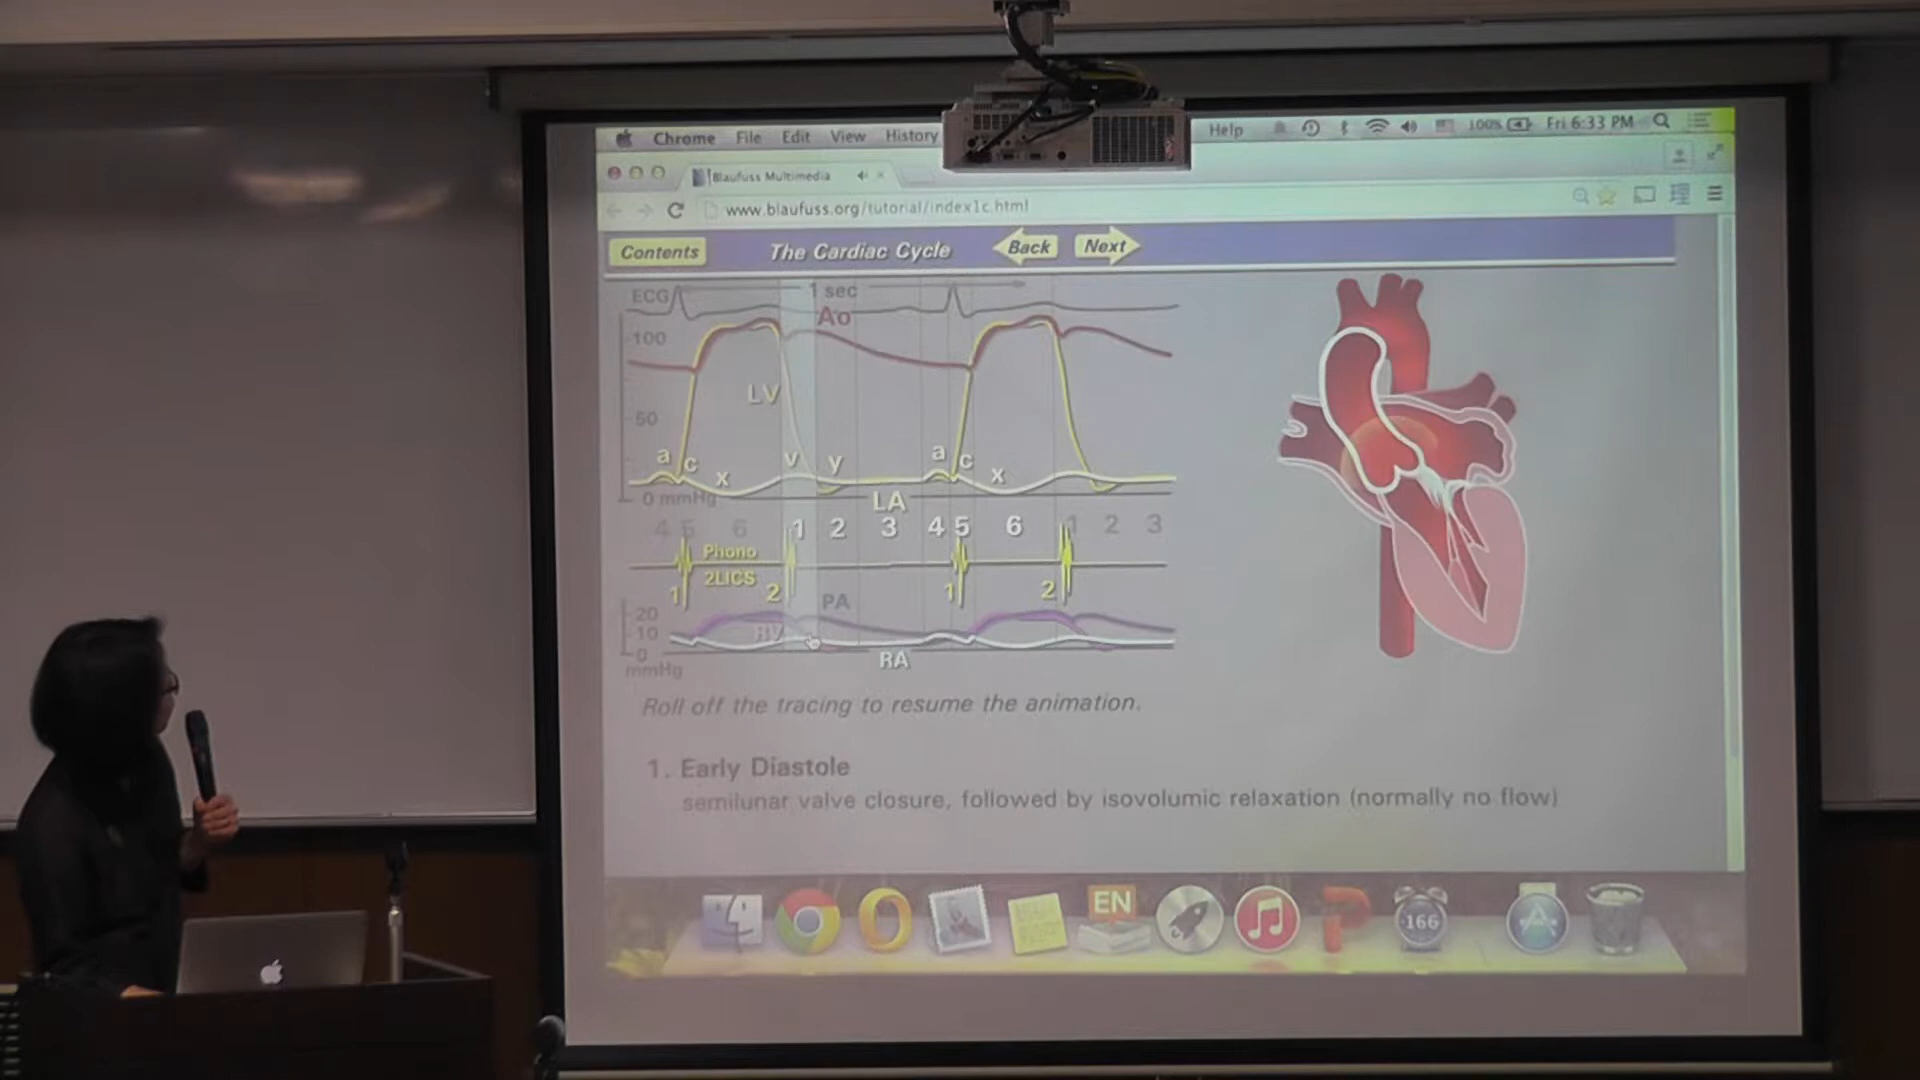 Chrome File Edit View History Help 100% Fri 6:33 PM
Blaufuss Multimedia
www.blaufuss.org/tutorial/index1c.html
Contents The Cardiac Cycle Back Next
ECG 1 sec
Ao
100
LV
50
a c x v y a c x
0 mmHg LA
4 5 6 1 2 3 4 5 6 1 2 3
Phono
2LICS
1 2 1 2
20 PA
10 RV
0 RA
mmHg
Roll off the tracing to resume the animation.
1. Early Diastole
semilunar valve closure, followed by isovolumic relaxation (normally no flow)
EN
166